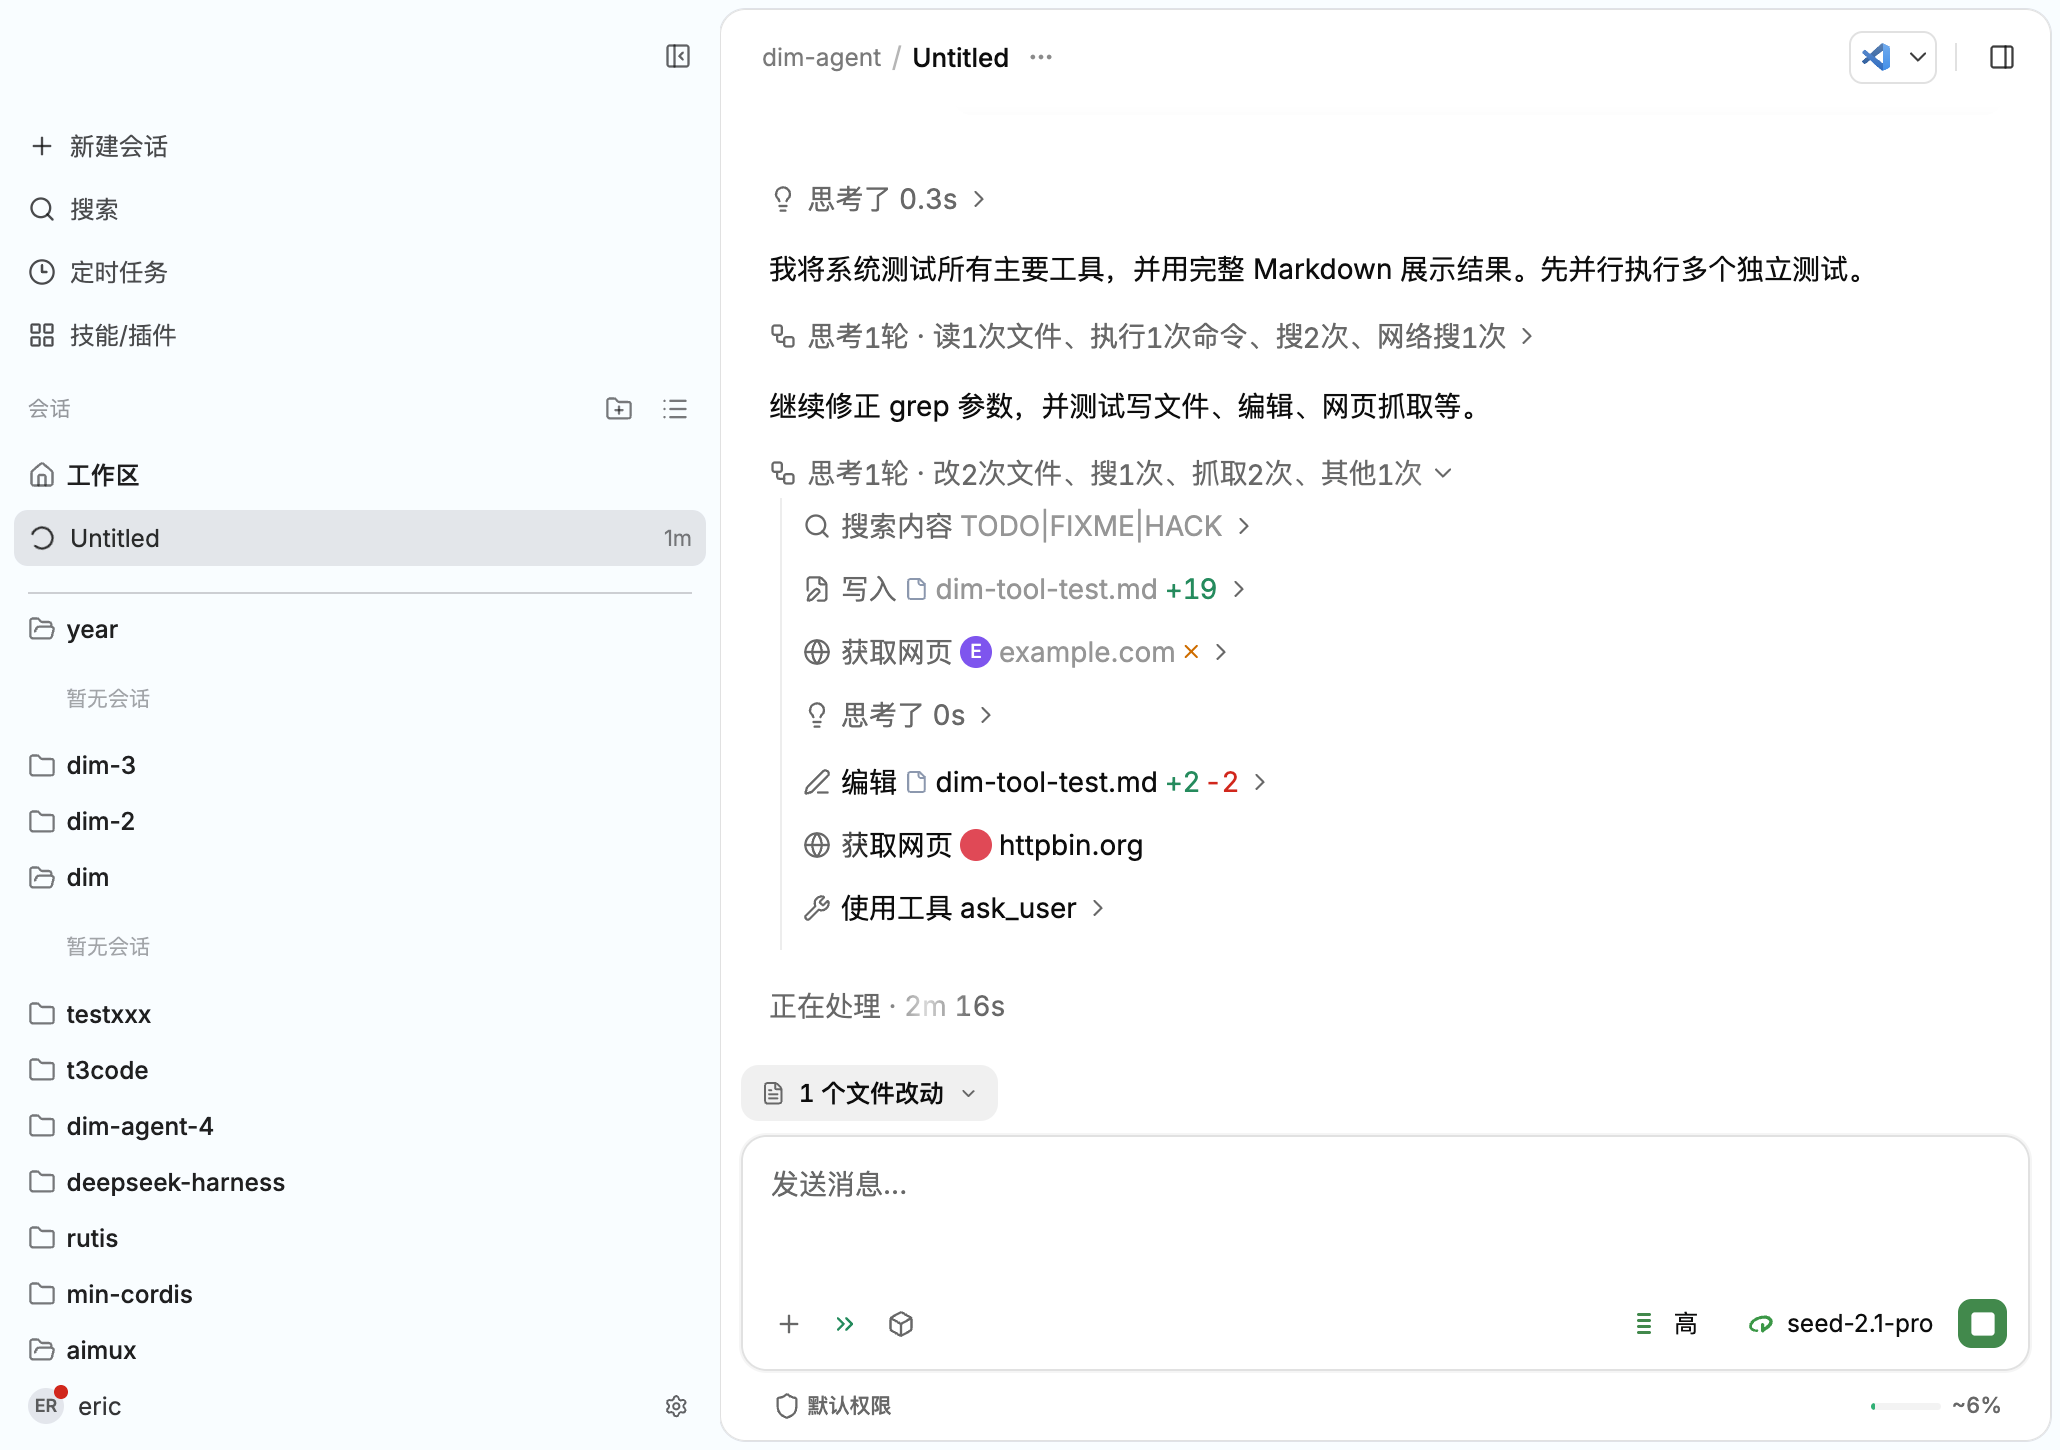 dim-agent / Untitled ···
新建会话
搜索
定时任务
技能/插件
会话
工作区
Untitled 1m
year
暂无会话
dim-3
dim-2
dim
暂无会话
testxxx
t3code
dim-agent-4
deepseek-harness
rutis
min-cordis
aimux
ER eric
思考了 0.3s
我将系统测试所有主要工具，并用完整 Markdown 展示结果。先并行执行多个独立测试。
思考1轮 · 读1次文件、执行1次命令、搜2次、网络搜1次
继续修正 grep 参数，并测试写文件、编辑、网页抓取等。
思考1轮 · 改2次文件、搜1次、抓取2次、其他1次
搜索内容 TODO|FIXME|HACK
写入 dim-tool-test.md +19
获取网页 E example.com ×
思考了 0s
编辑 dim-tool-test.md +2 -2
获取网页 httpbin.org
使用工具 ask_user
正在处理 · 2m 16s
1 个文件改动
发送消息...
高 seed-2.1-pro
默认权限 ~6%